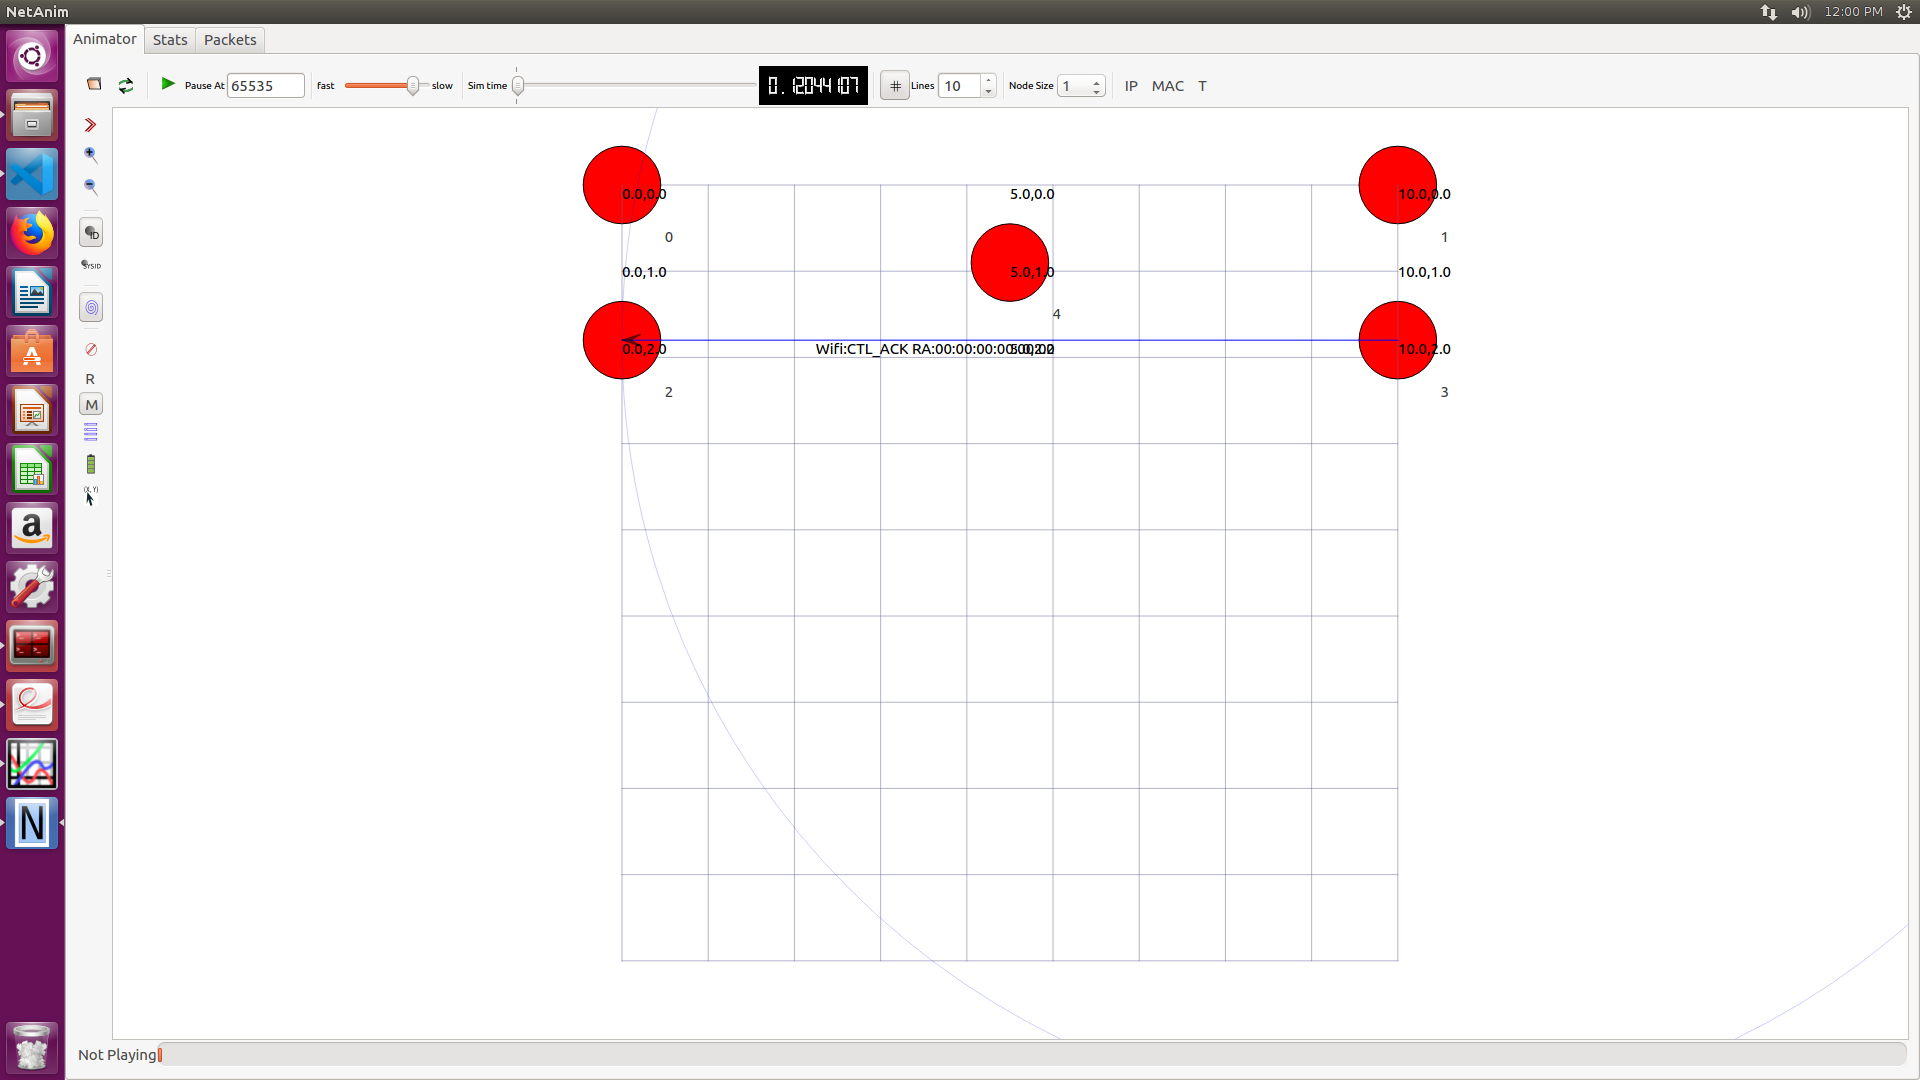 NetAnim
12:00 PM
Animator Stats Packets
Pause At 65535 fast slow Sim time 0.12044107 # Lines 10 Node Size 1 IP MAC T
0.0,0.0 5.0,0.0 10.0,0.0
ID
0 1
SYSID
0.0,1.0 5.0,1.0 10.0,1.0
4
0.0,2.0 Wifi:CTL_ACK RA:00:00:00:00 5.0,2.0 10.0,2.0
R
2 3
M
(X, Y)
a
N
Not Playing